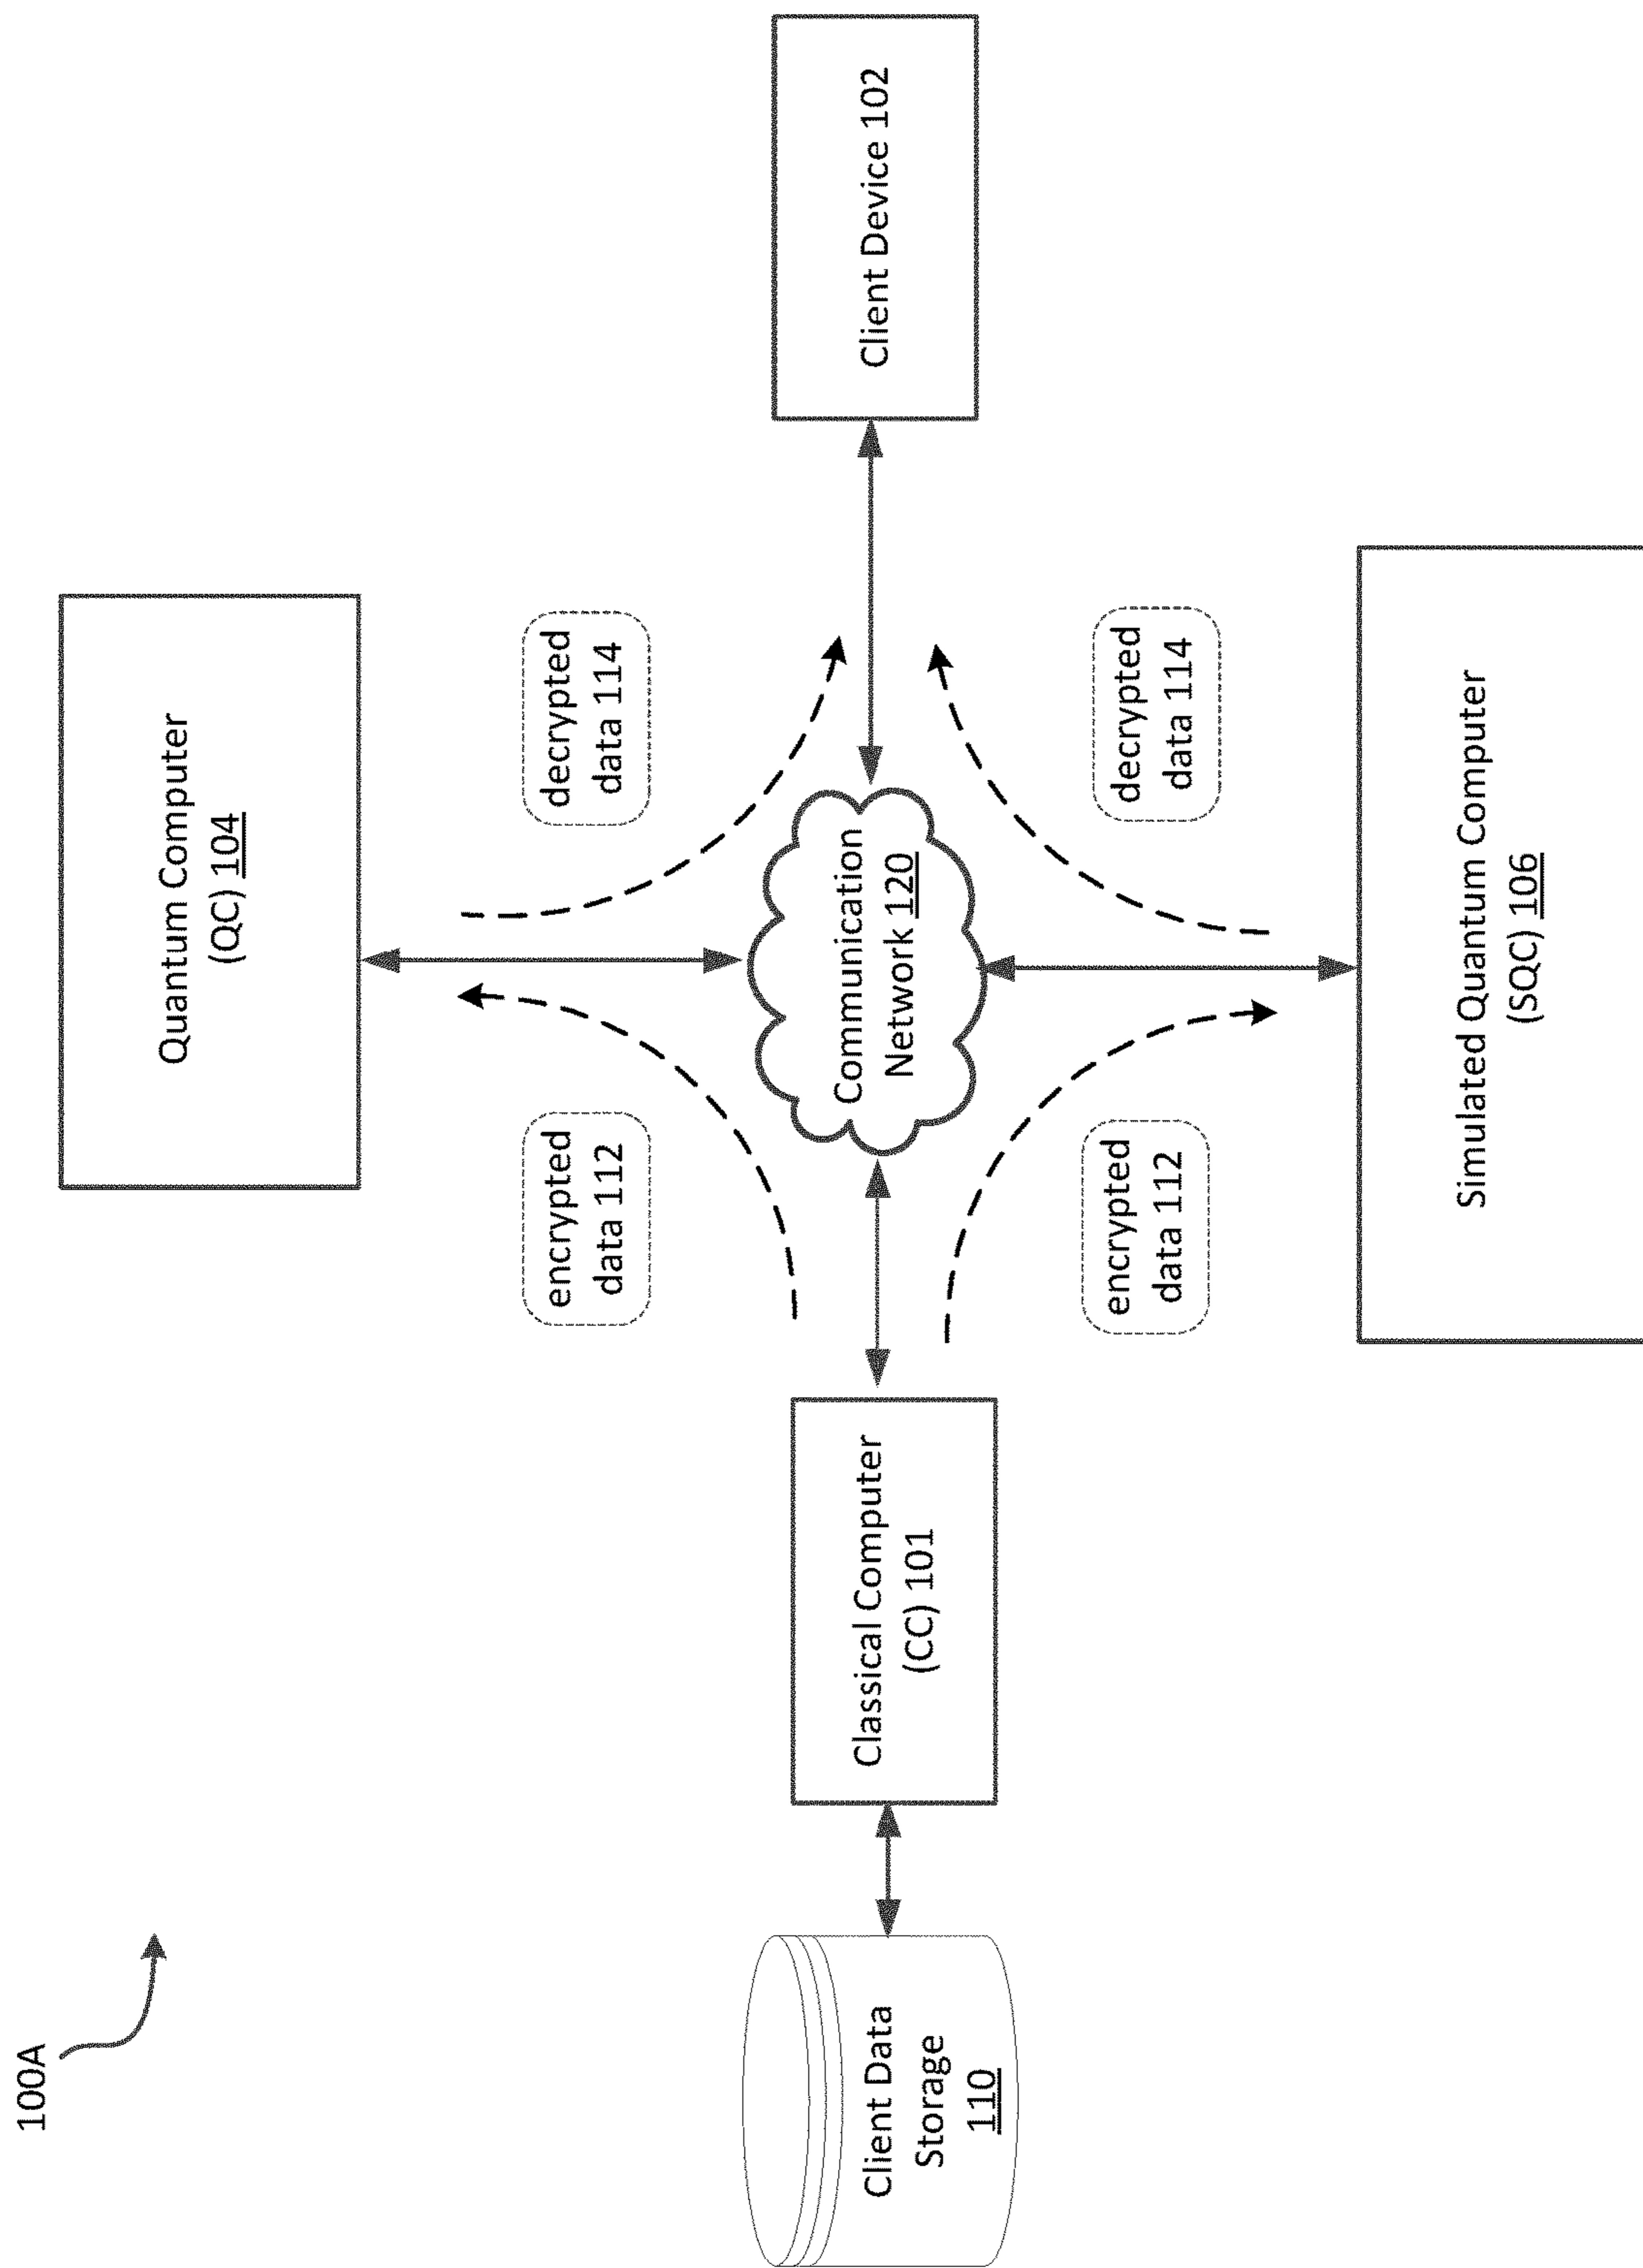 100A
Quantum Computer
(QC) 104
encrypted
data 112
decrypted
data 114
Client Data
Storage
110
Classical Computer
(CC) 101
Communication
Network 120
Client Device 102
encrypted
data 112
decrypted
data 114
Simulated Quantum Computer
(SQC) 106